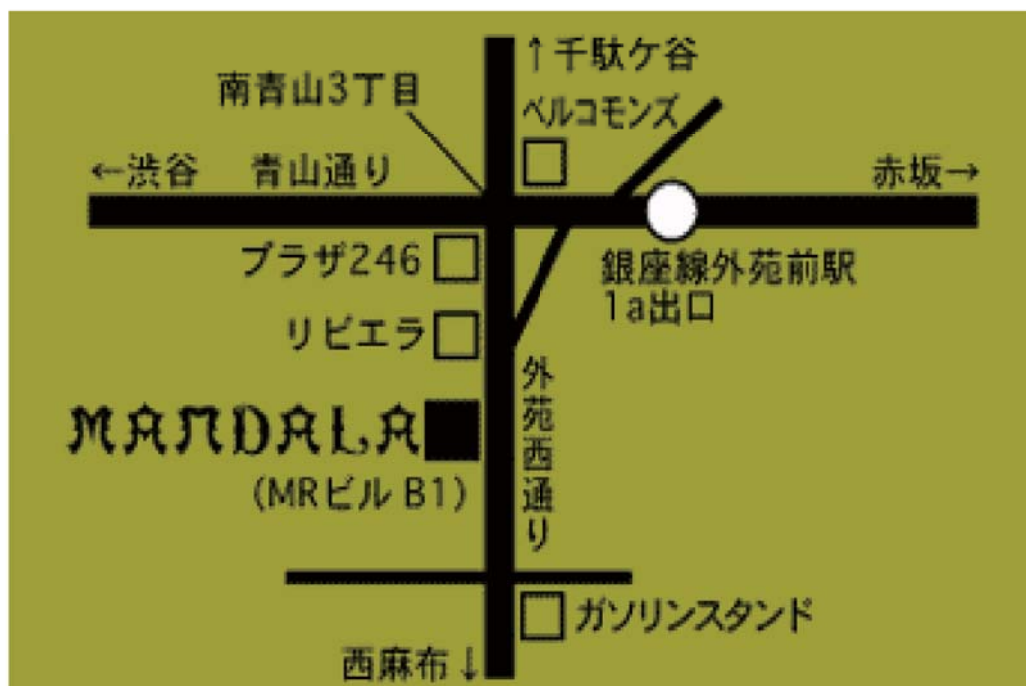 ↑千駄ケ谷
南青山3丁目
ベルコモンズ
←渋谷 青山通り
赤坂→
プラザ246
銀座線外苑前駅
1a出口
リビエラ
外苑西通り
MANDALA
(MRビル B1)
ガソリンスタンド
西麻布↓